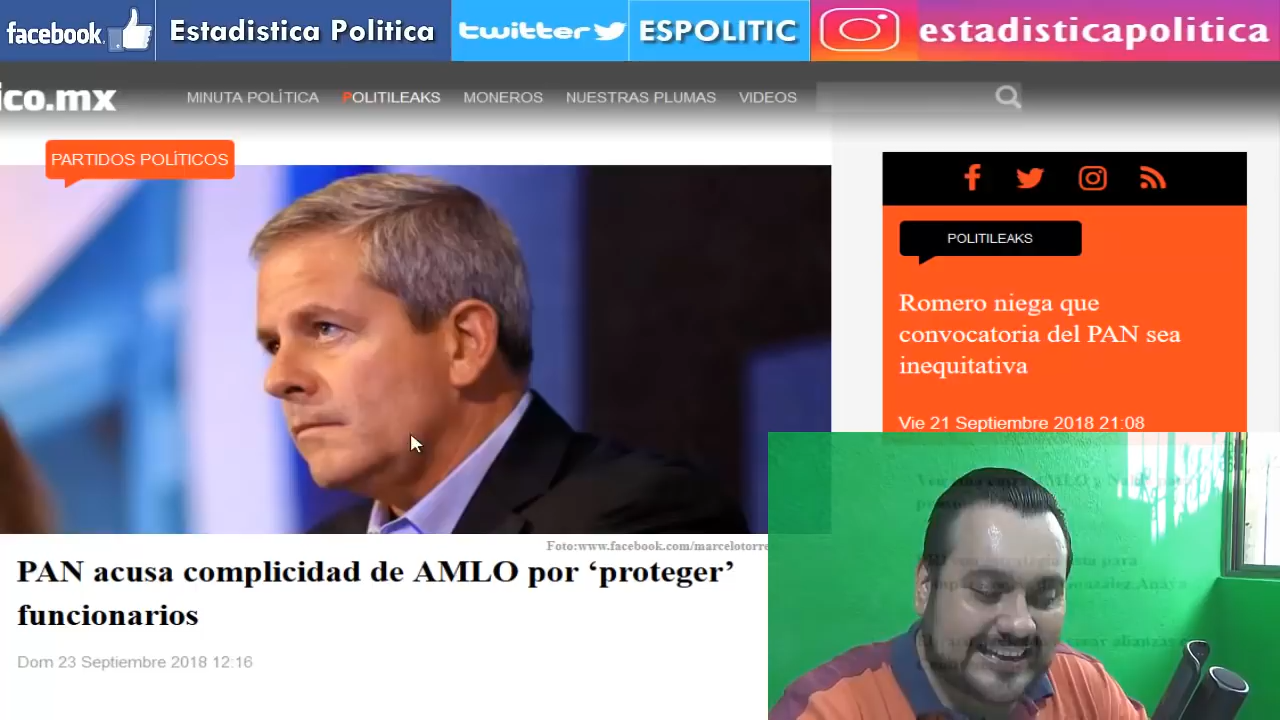 facebook. Estadistica Politica twitter ESPOLITIC estadisticapolitica
ico.mx MINUTA POLÍTICA POLITILEAKS MONEROS NUESTRAS PLUMAS VIDEOS
PARTIDOS POLÍTICOS
POLITILEAKS
Romero niega que
convocatoria del PAN sea
inequitativa
Vie 21 Septiembre 2018 21:08
Foto:www.facebook.com/marcelotorre
PAN acusa complicidad de AMLO por ‘proteger’
funcionarios
Dom 23 Septiembre 2018 12:16